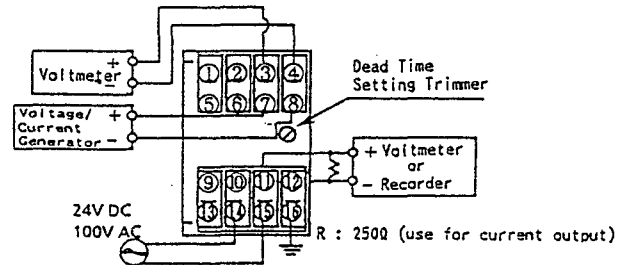 Voltmeter
+
-
Voltage/
Current
Generator
+
-
① ② ③ ④
⑤ ⑥ ⑦ ⑧
Dead Time
Setting Trimmer
⑨ ⑩ ⑪ ⑫
⑬ ⑭ ⑮ ⑯
+ Voltmeter
or
- Recorder
24V DC
100V AC
R : 250Ω (use for current output)